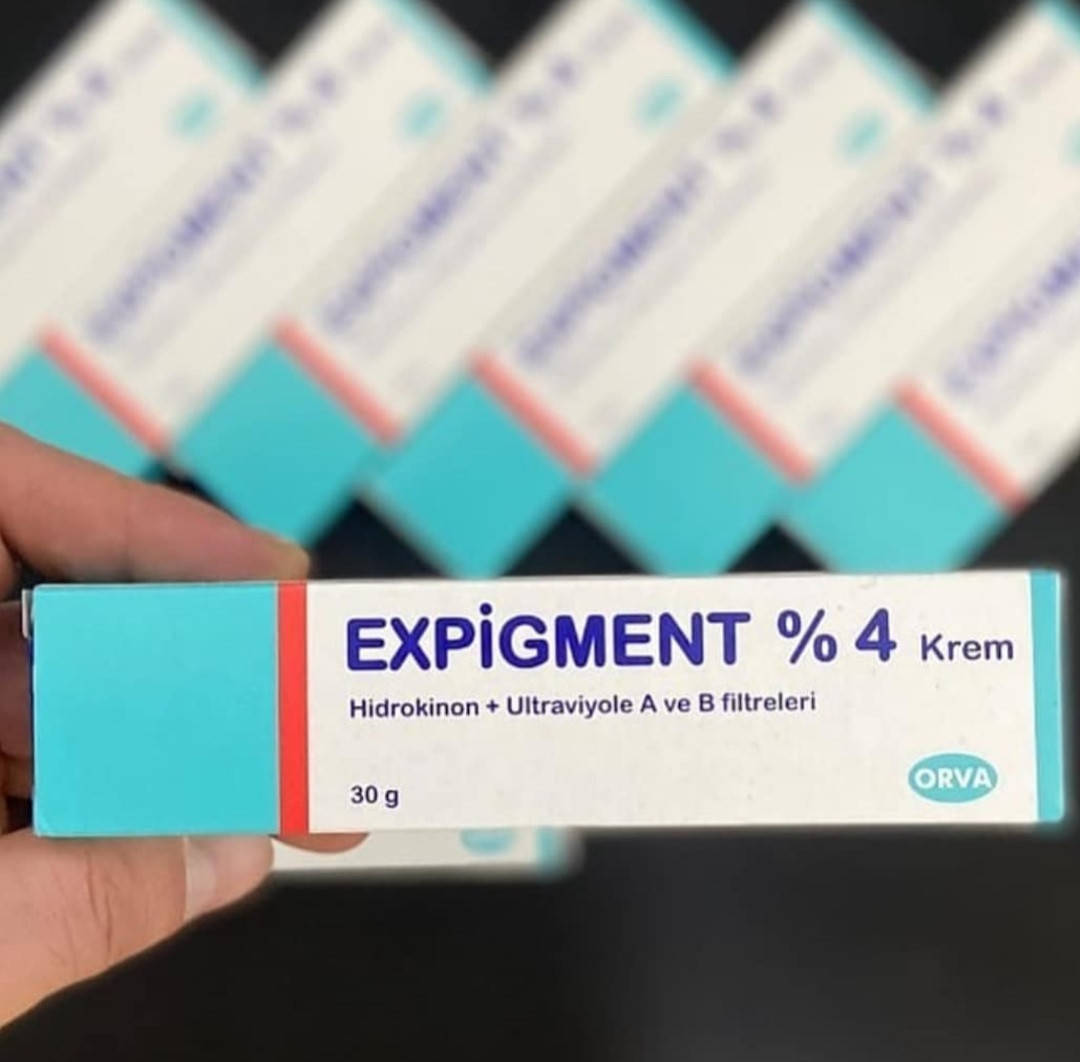 EXPİGMENT % 4 Krem
Hidrokinon + Ultraviyole A ve B filtreleri
30 g
ORVA